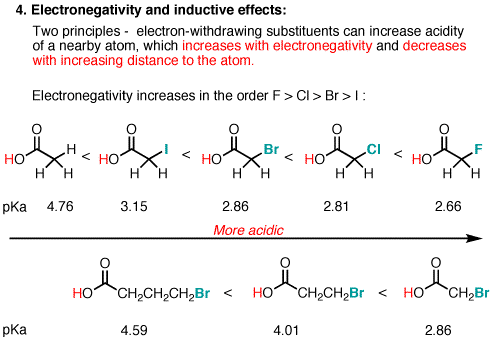 4. Electronegativity and inductive effects:
Two principles - electron-withdrawing substituents can increase acidity
of a nearby atom, which increases with electronegativity and decreases
with increasing distance to the atom.
Electronegativity increases in the order F > Cl > Br > I :
O O O O O
HO H < HO I < HO Br < HO Cl < HO F
H H H H H H H H H H
pKa 4.76 3.15 2.86 2.81 2.66
More acidic
O O O
HO CH₂CH₂CH₂Br < HO CH₂CH₂Br < HO CH₂Br
pKa 4.59 4.01 2.86